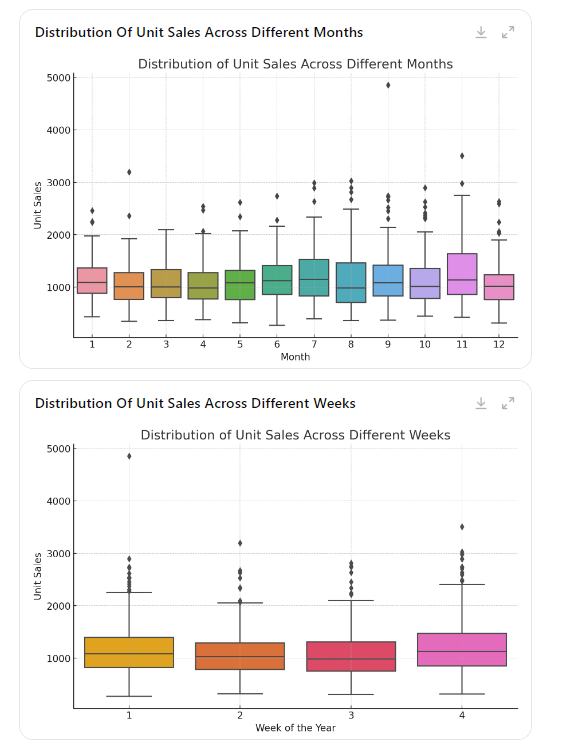 Distribution Of Unit Sales Across Different Months
Distribution of Unit Sales Across Different Months
5000
4000
3000
2000
1000
Unit Sales
1 2 3 4 5 6 7 8 9 10 11 12
Month
Distribution Of Unit Sales Across Different Weeks
Distribution of Unit Sales Across Different Weeks
5000
4000
3000
2000
1000
Unit Sales
1 2 3 4
Week of the Year